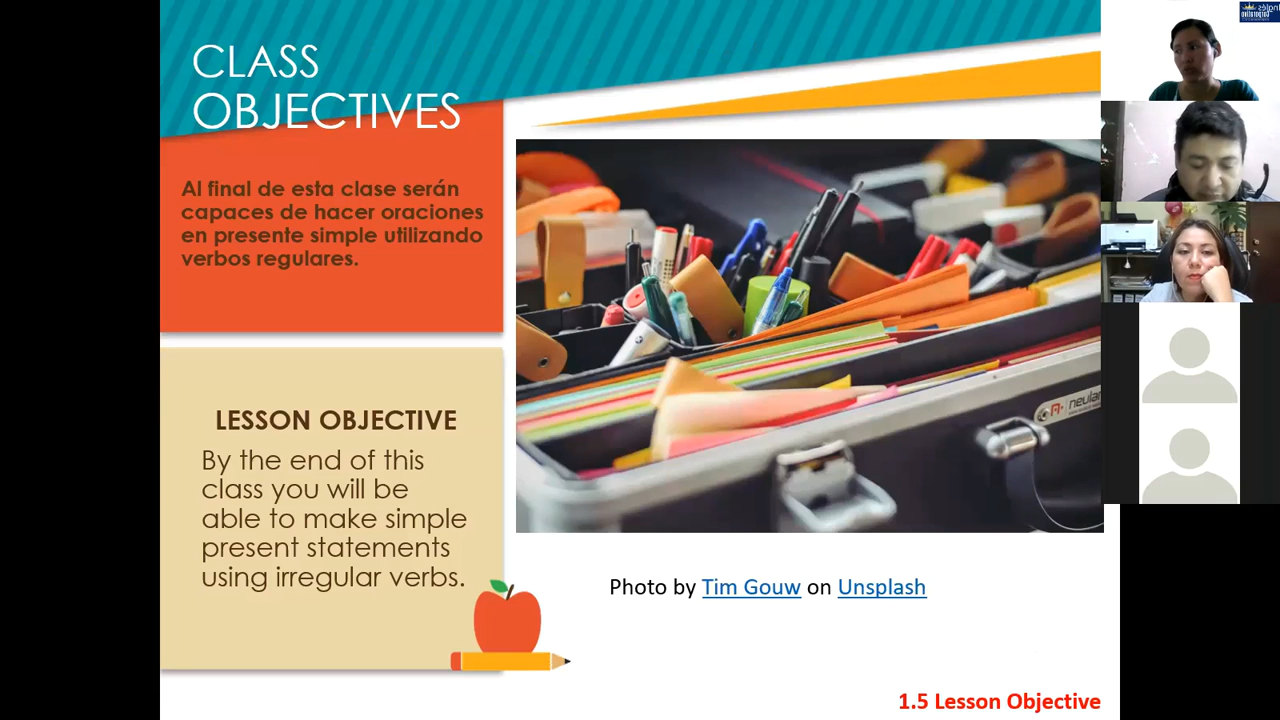 CLASS
OBJECTIVES
Al final de esta clase serán
capaces de hacer oraciones
en presente simple utilizando
verbos regulares.
LESSON OBJECTIVE
By the end of this
class you will be
able to make simple
present statements
using irregular verbs.
Photo by Tim Gouw on Unsplash
1.5 Lesson Objective